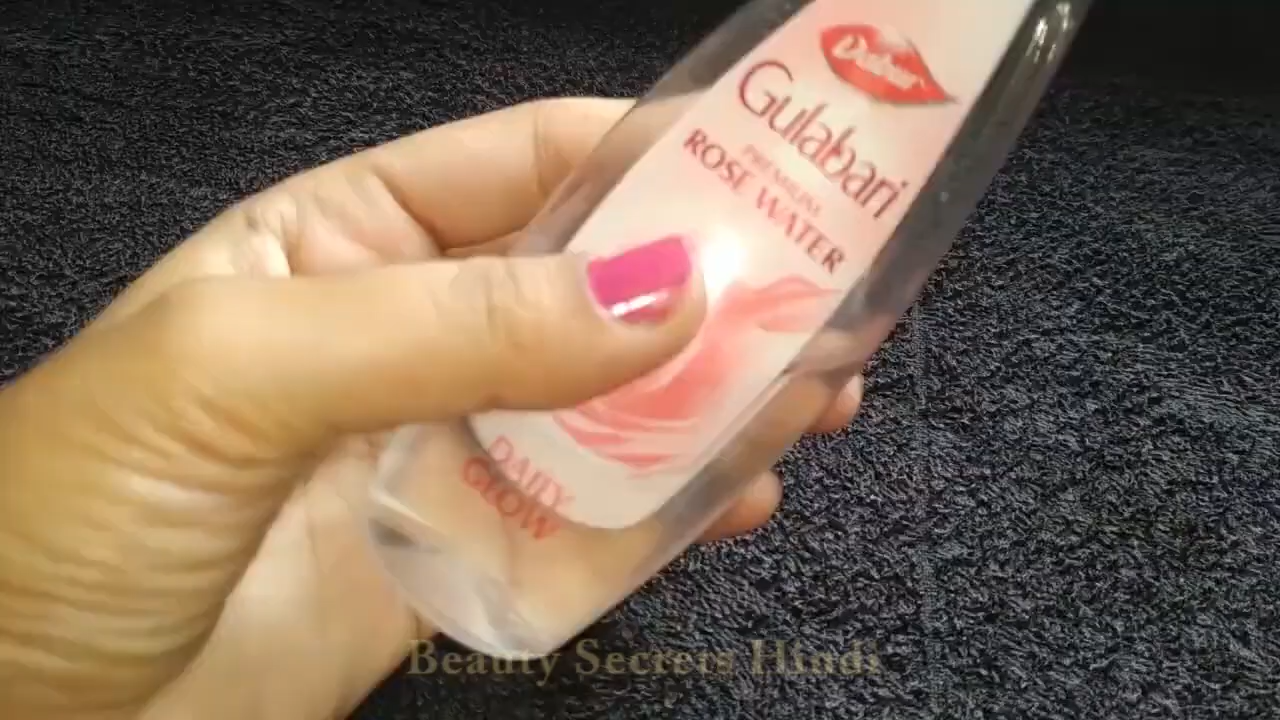 Dabur
Gulabari
PREMIUM
ROSE WATER
DAILY
GLOW
Beauty Secrets Hindi